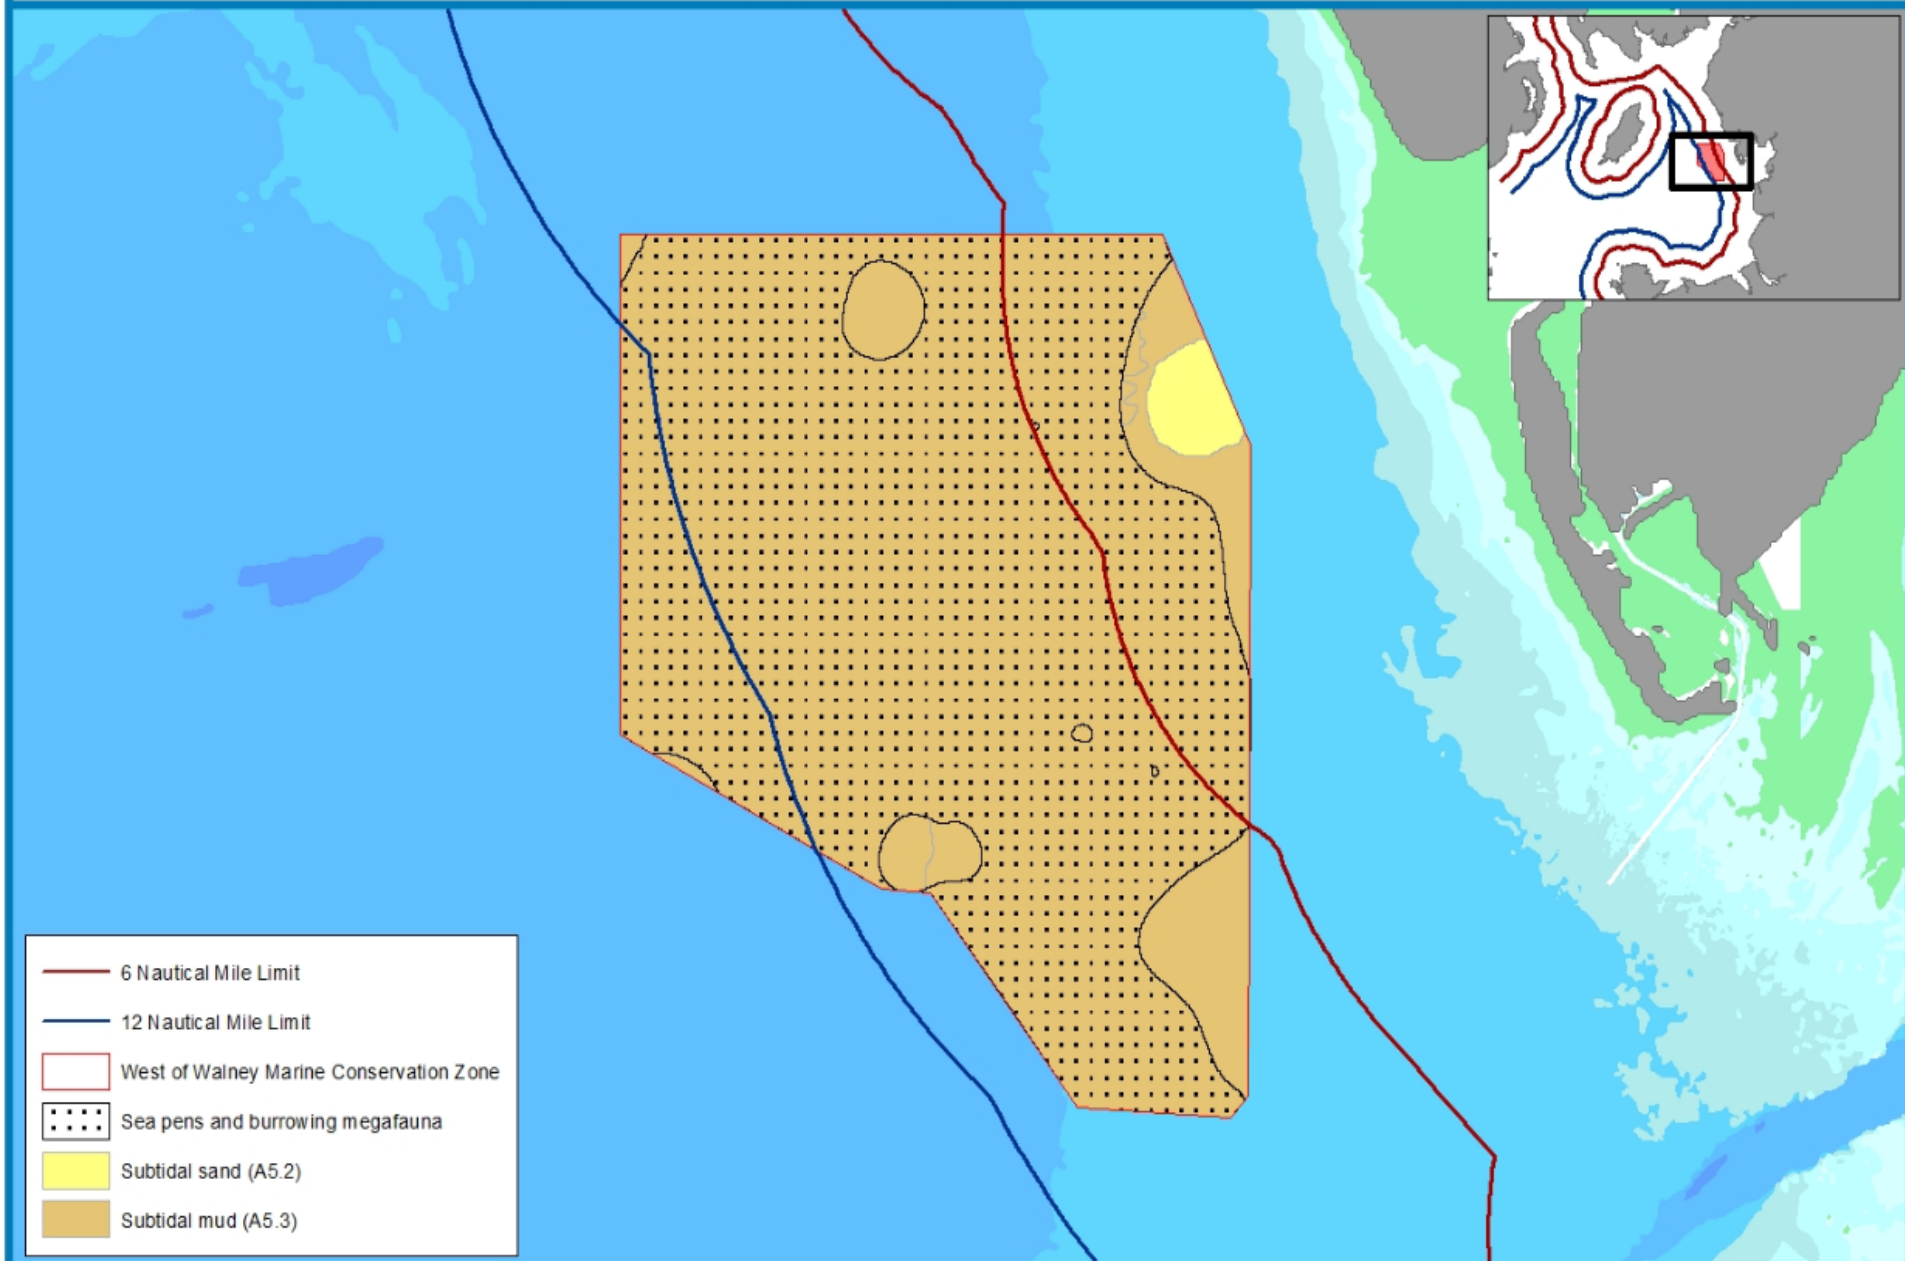 6 Nautical Mile Limit
12 Nautical Mile Limit
West of Walney Marine Conservation Zone
Sea pens and burrowing megafauna
Subtidal sand (A5.2)
Subtidal mud (A5.3)